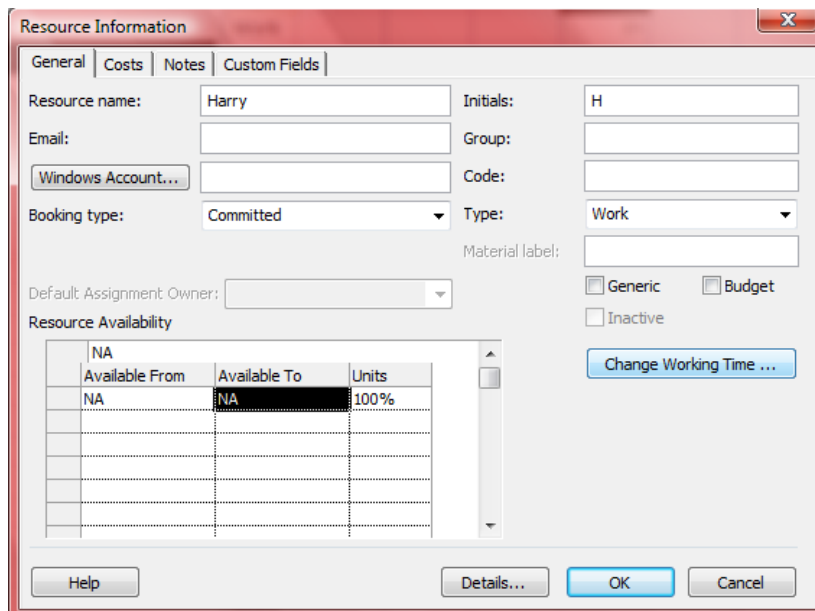 Resource Information
General Costs Notes Custom Fields
Resource name: Harry Initials: H
Email: Group:
Windows Account... Code:
Booking type: Committed Type: Work
Material label:
Default Assignment Owner: Generic Budget
Resource Availability Inactive
NA
Change Working Time ...
Available From Available To Units
NA NA 100%
Help Details... OK Cancel